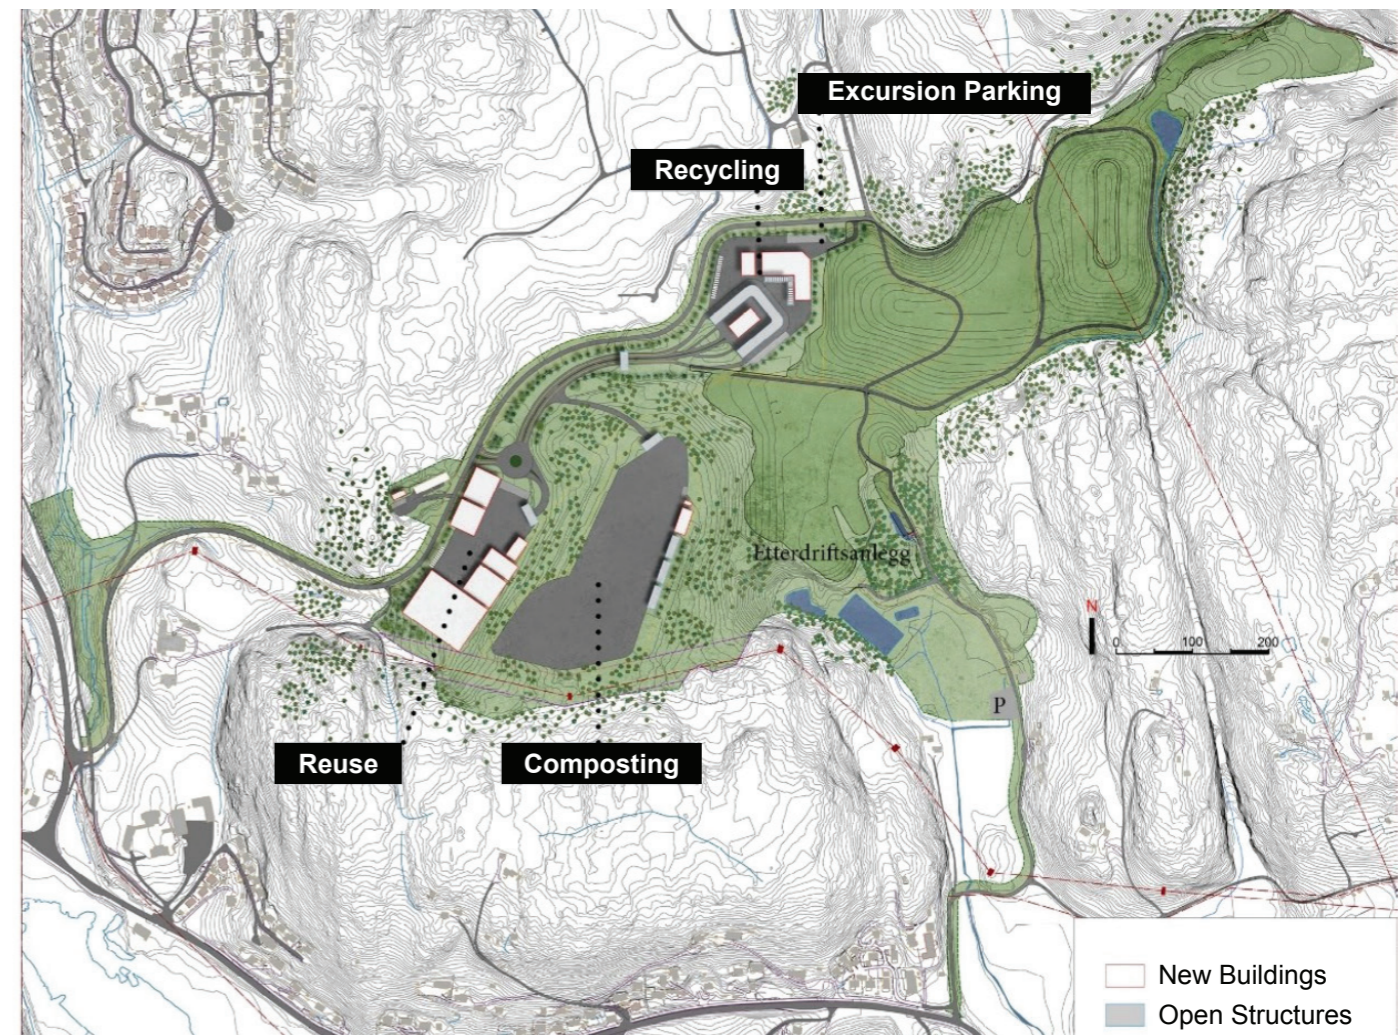 Excursion Parking
Recycling
Etterdriftsanlegg
N
0 100 200
P
Reuse
Composting
New Buildings
Open Structures